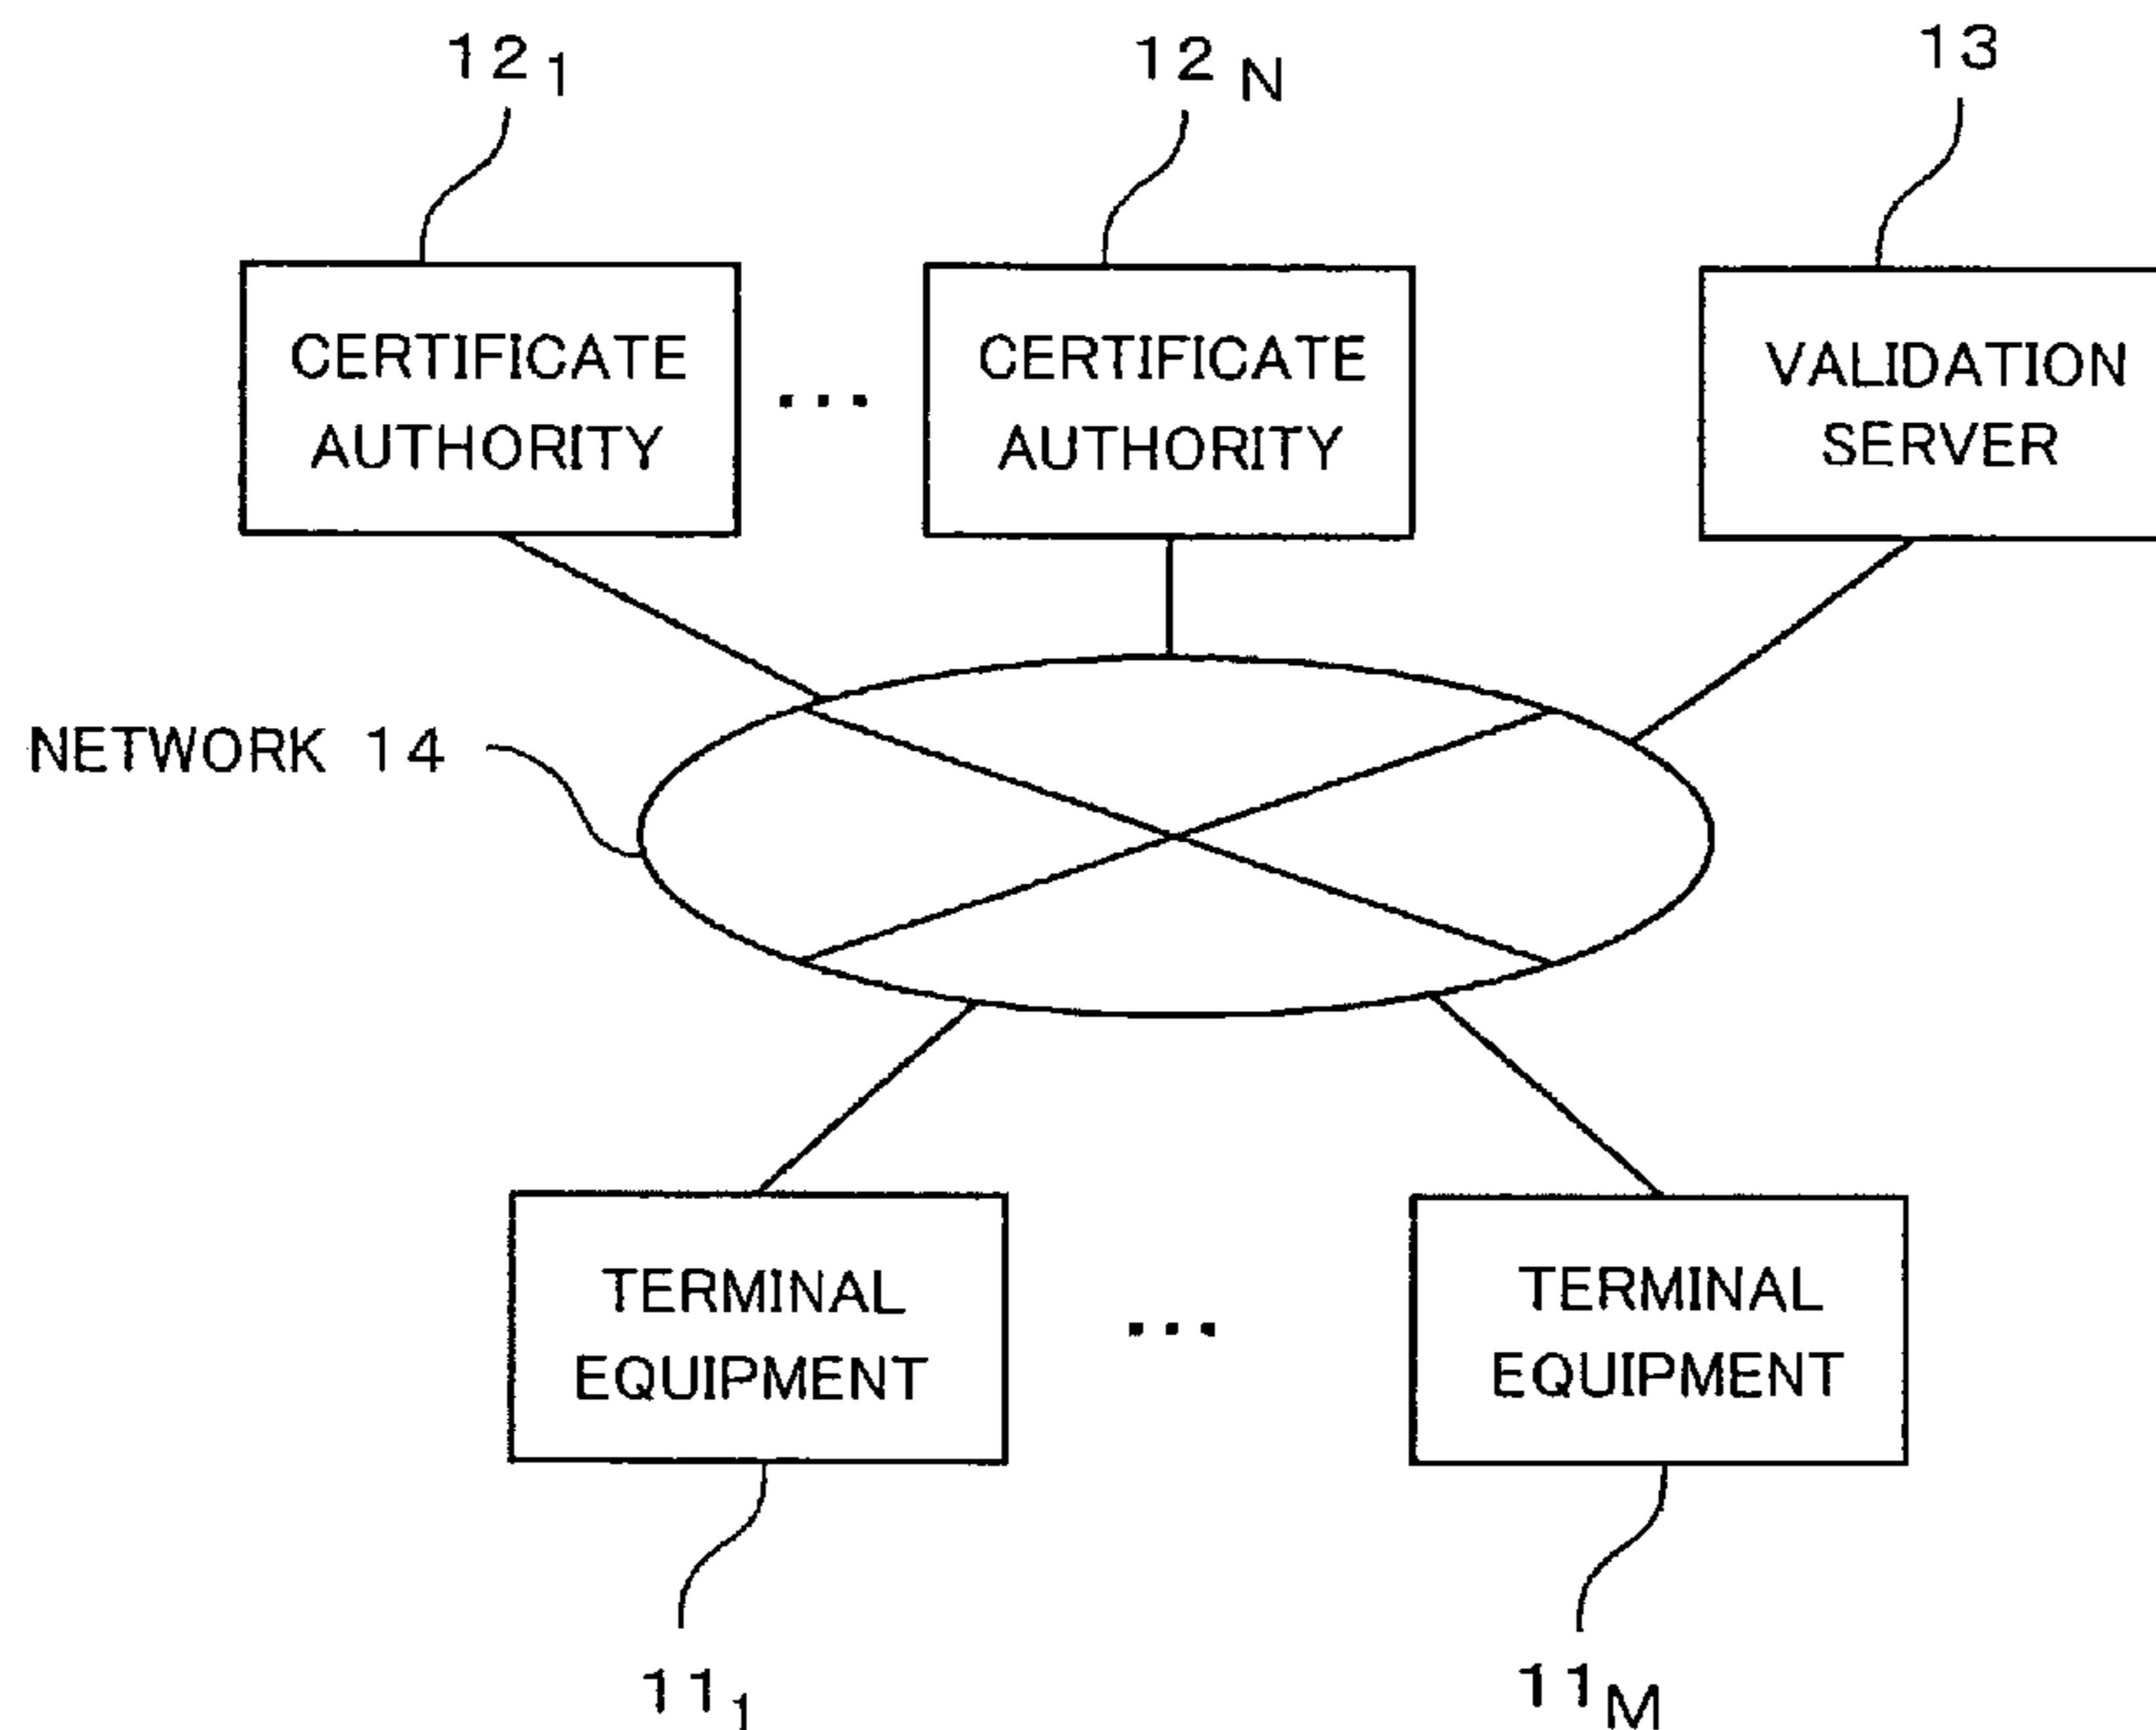 12₁ 12 N 13
CERTIFICATE CERTIFICATE VALIDATION
AUTHORITY ... AUTHORITY SERVER
NETWORK 14
TERMINAL TERMINAL
EQUIPMENT ... EQUIPMENT
11₁ 11M